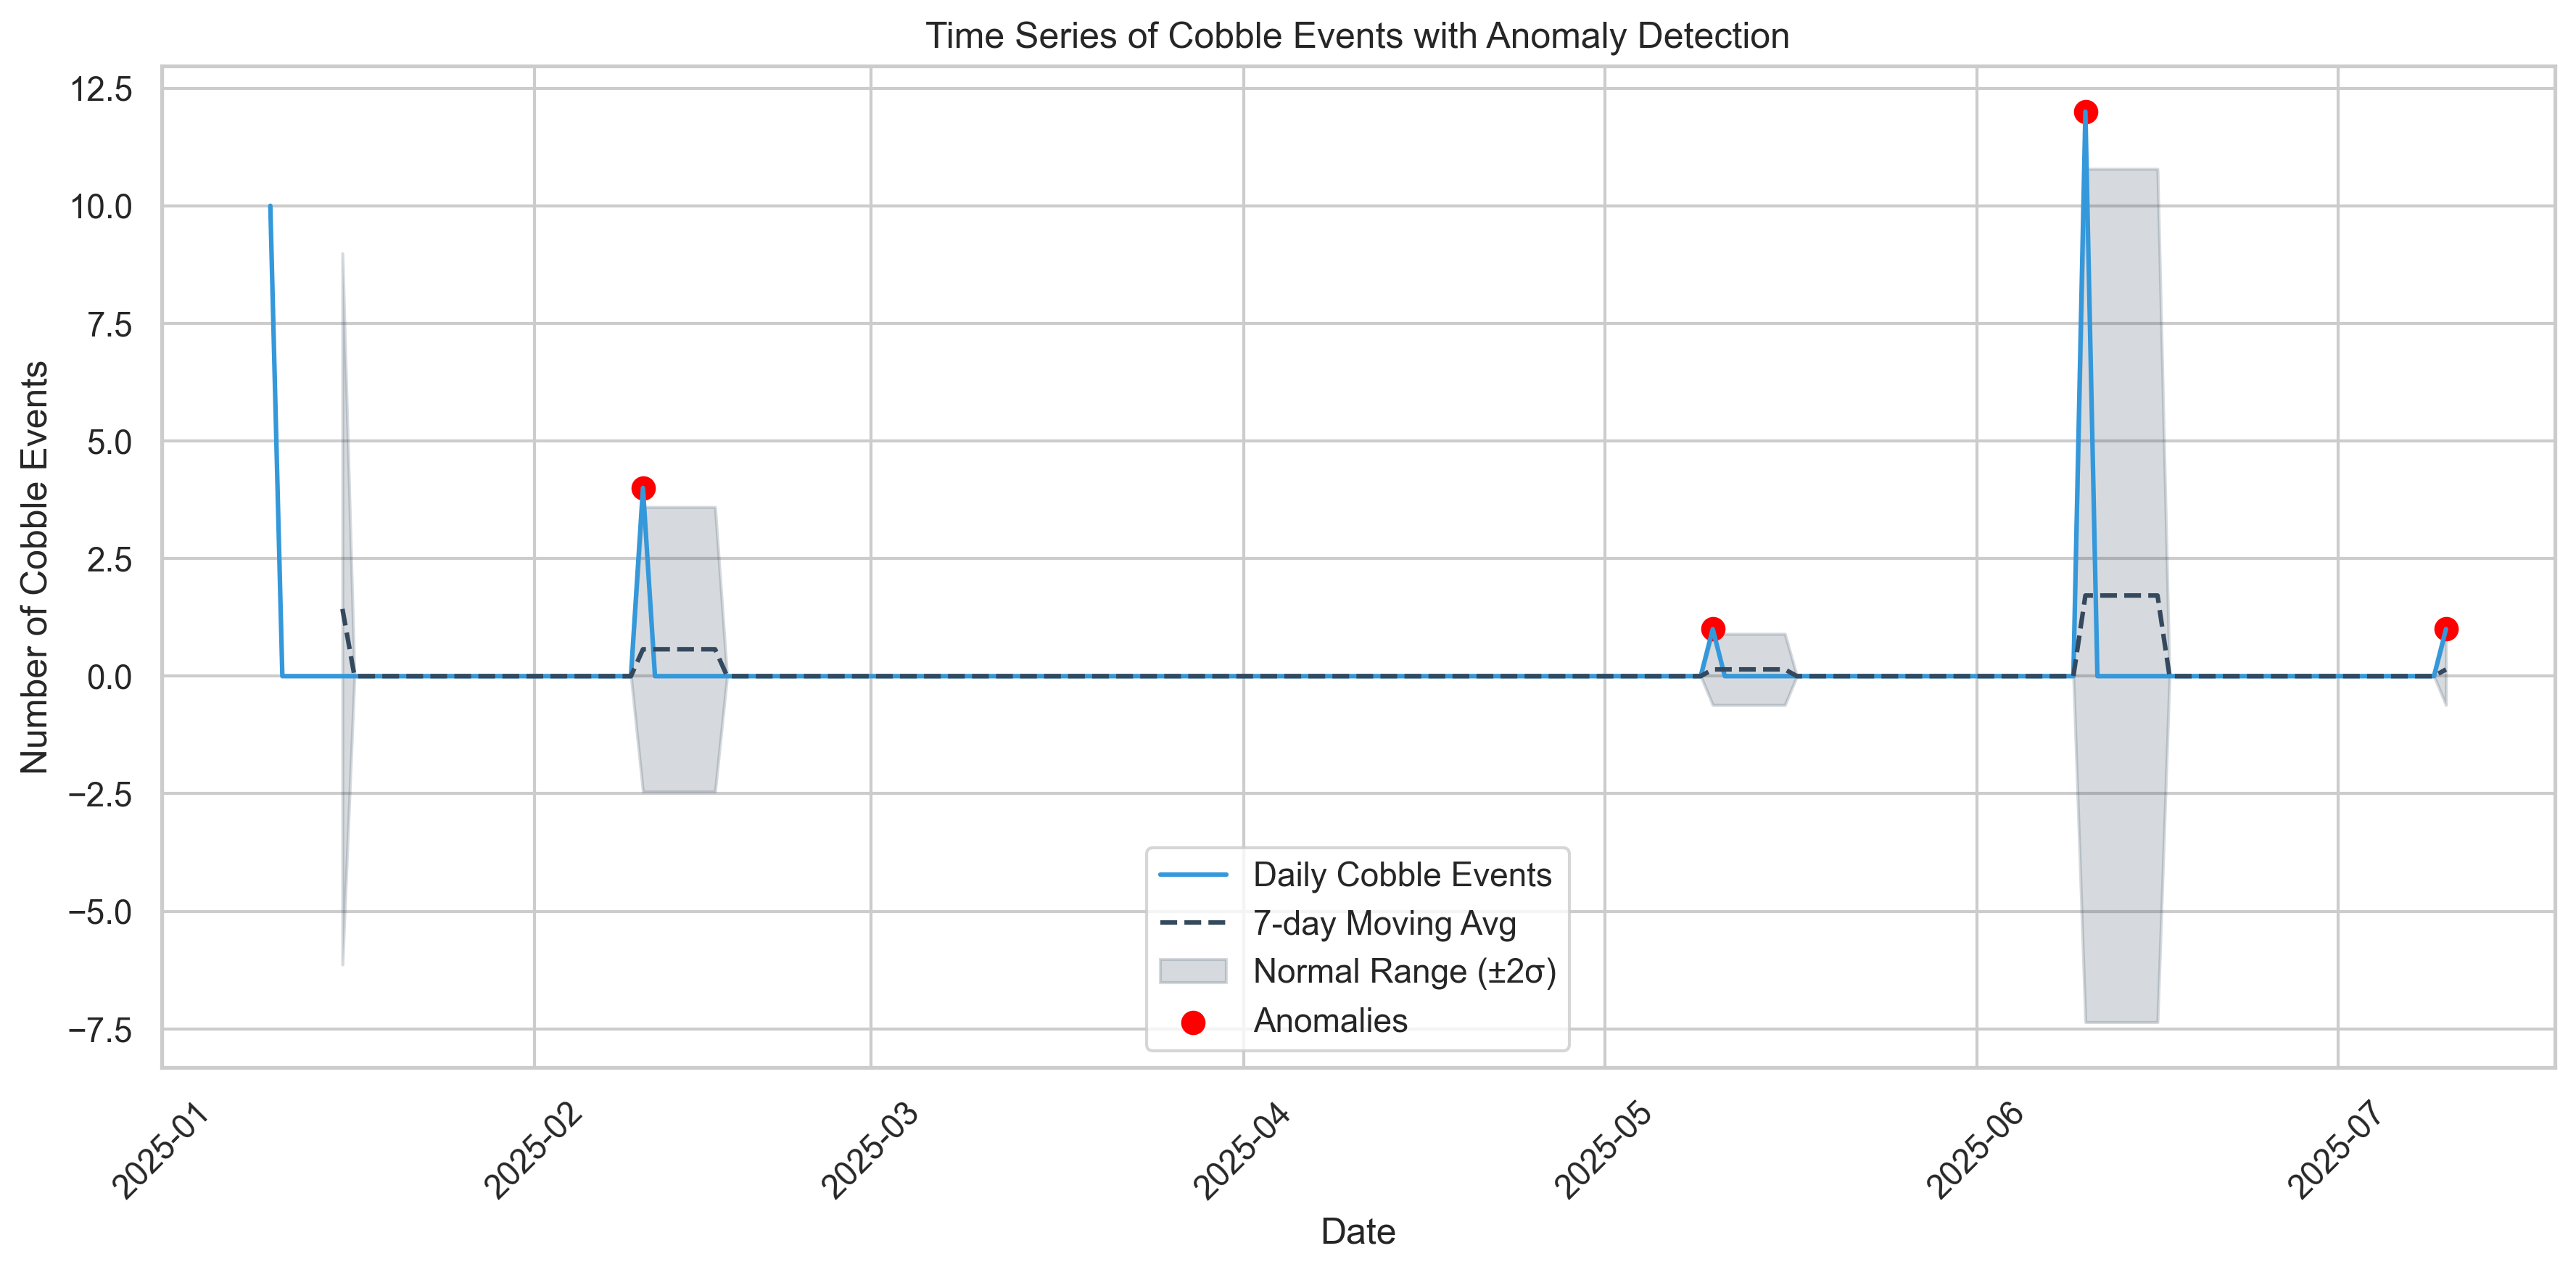 Time Series of Cobble Events with Anomaly Detection
Number of Cobble Events
12.5
10.0
7.5
5.0
2.5
0.0
−2.5
−5.0
−7.5
Daily Cobble Events
7-day Moving Avg
Normal Range (±2σ)
Anomalies
2025-01
2025-02
2025-03
2025-04
2025-05
2025-06
2025-07
Date